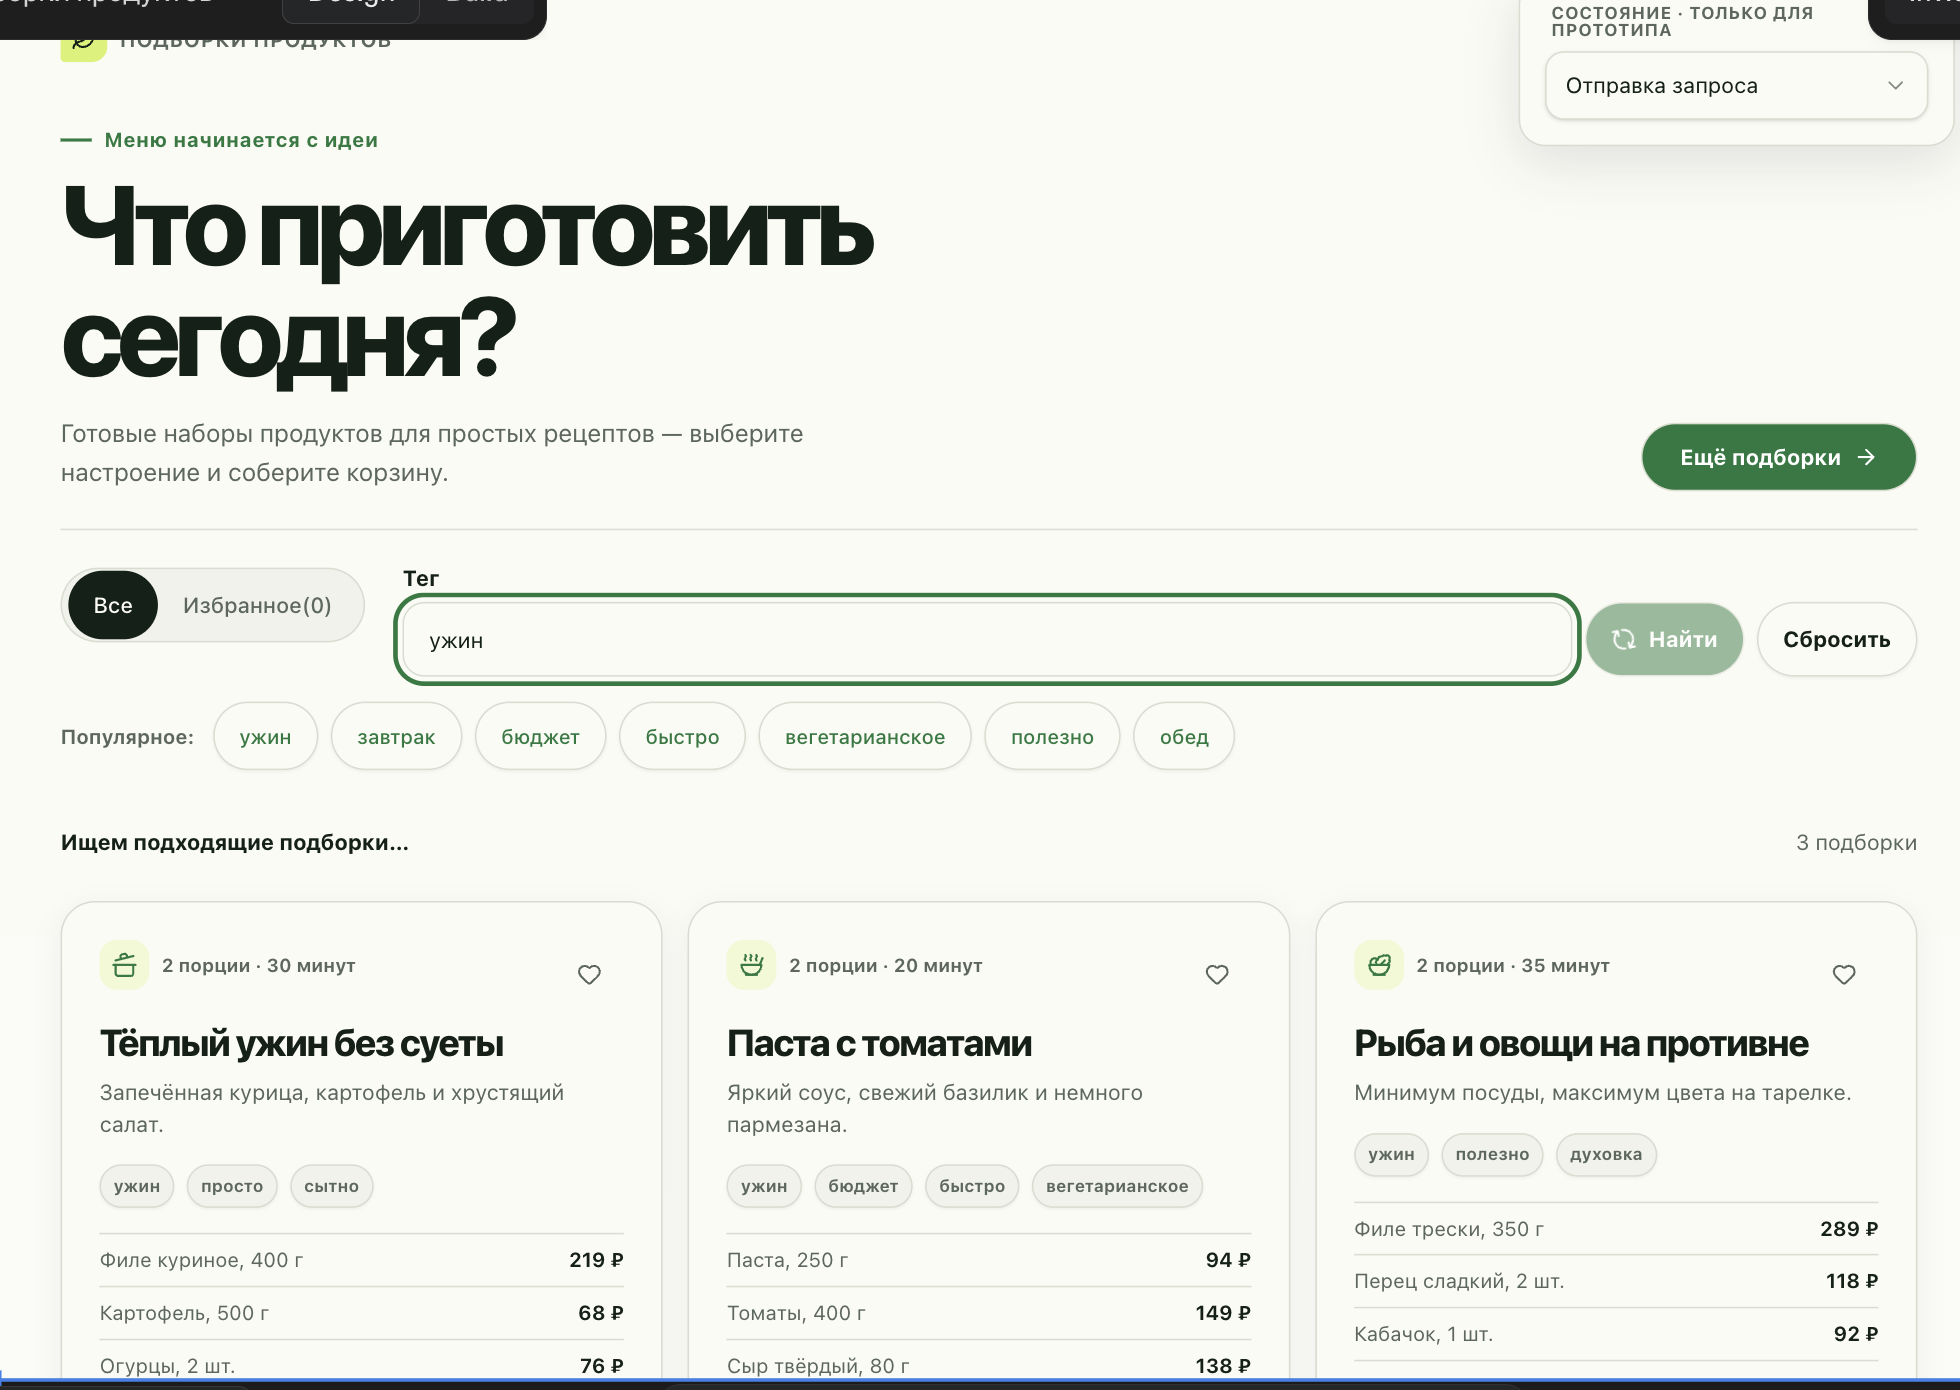 Design
ПОДБОРКИ ПРОДУКТОВ
СОСТОЯНИЕ · ТОЛЬКО ДЛЯ
ПРОТОТИПА
Отправка запроса
Меню начинается с идеи
Что приготовить
сегодня?
Готовые наборы продуктов для простых рецептов — выберите
настроение и соберите корзину.
Ещё подборки
Все
Избранное(0)
Тег
ужин
Найти
Сбросить
Популярное:
ужин
завтрак
бюджет
быстро
вегетарианское
полезно
обед
Ищем подходящие подборки...
3 подборки
2 порции · 30 минут
Тёплый ужин без суеты
Запечённая курица, картофель и хрустящий
салат.
ужин
просто
сытно
Филе куриное, 400 г
219 ₽
Картофель, 500 г
68 ₽
Огурцы, 2 шт.
76 ₽
2 порции · 20 минут
Паста с томатами
Яркий соус, свежий базилик и немного
пармезана.
ужин
бюджет
быстро
вегетарианское
Паста, 250 г
94 ₽
Томаты, 400 г
149 ₽
Сыр твёрдый, 80 г
138 ₽
2 порции · 35 минут
Рыба и овощи на противне
Минимум посуды, максимум цвета на тарелке.
ужин
полезно
духовка
Филе трески, 350 г
289 ₽
Перец сладкий, 2 шт.
118 ₽
Кабачок, 1 шт.
92 ₽